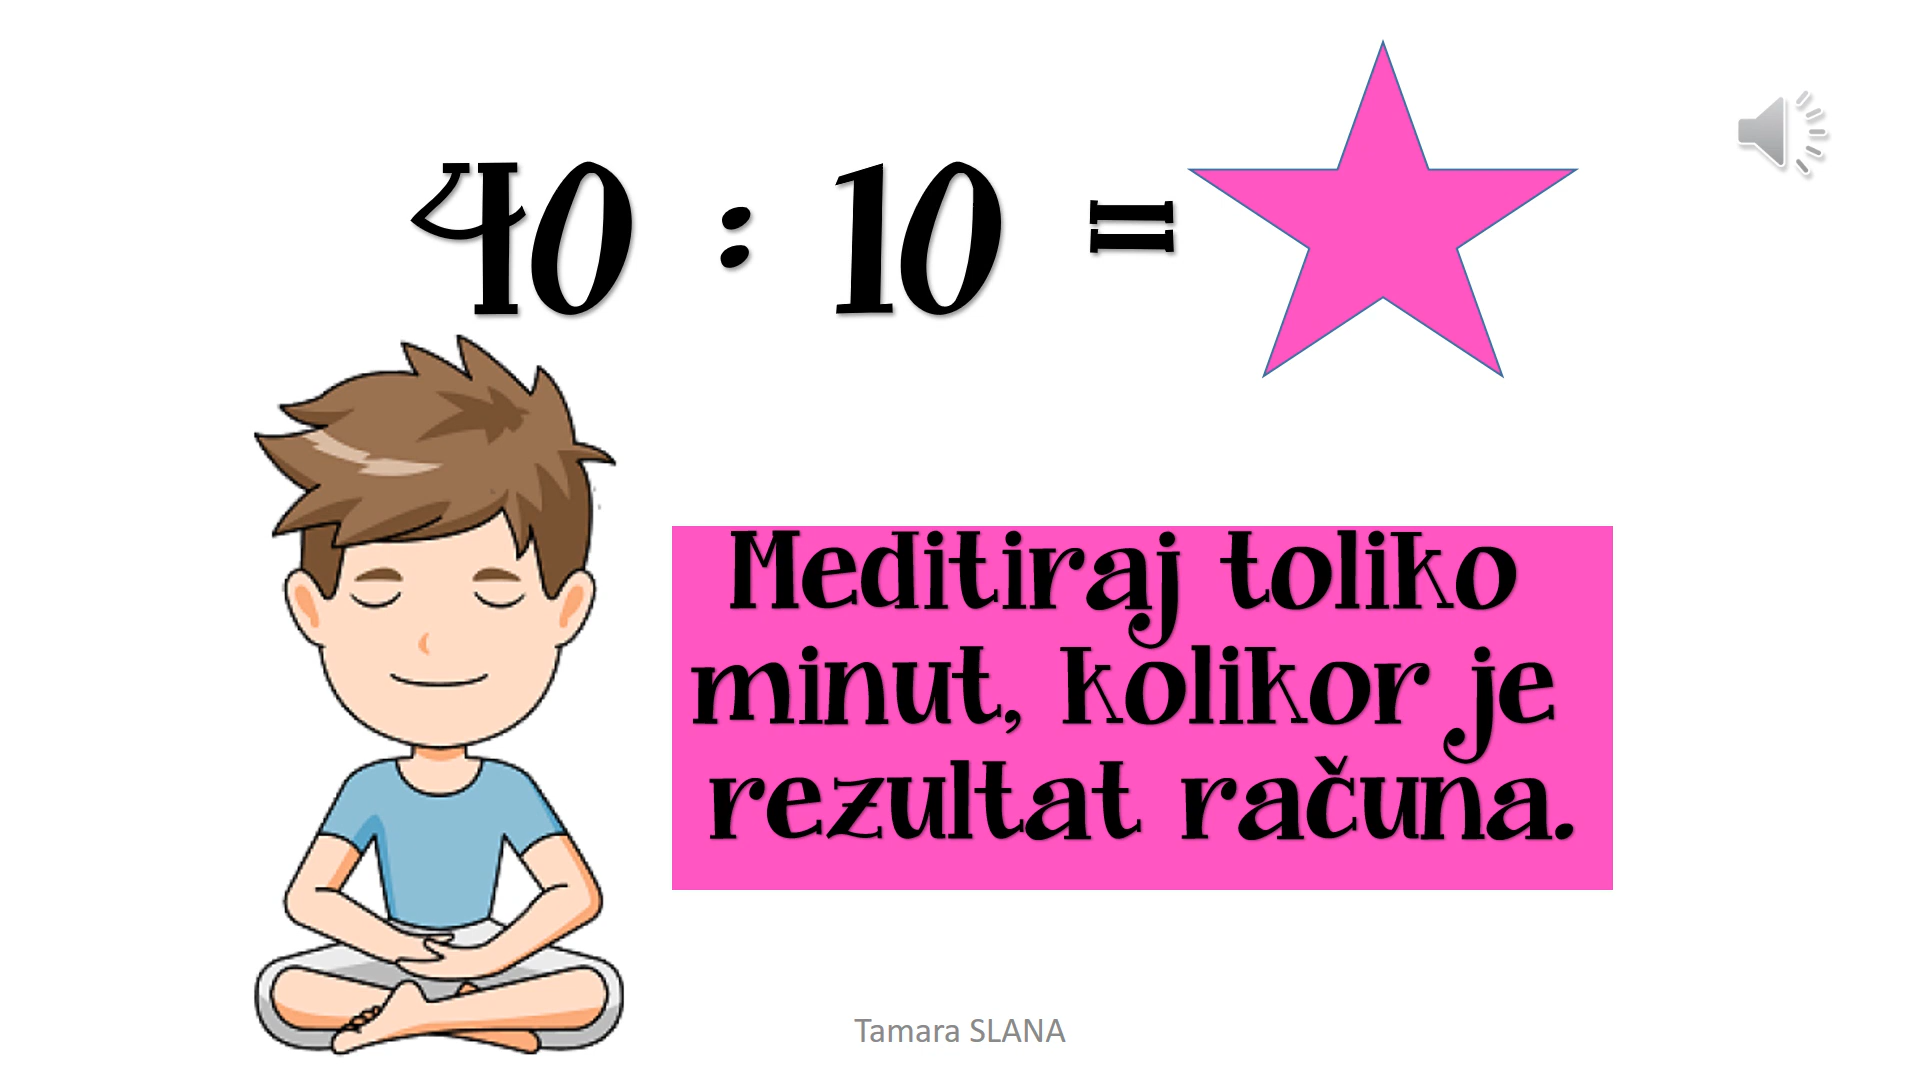 40 : 10 =
Meditiraj toliko
minut, kolikor je
rezultat računa.
Tamara SLANA